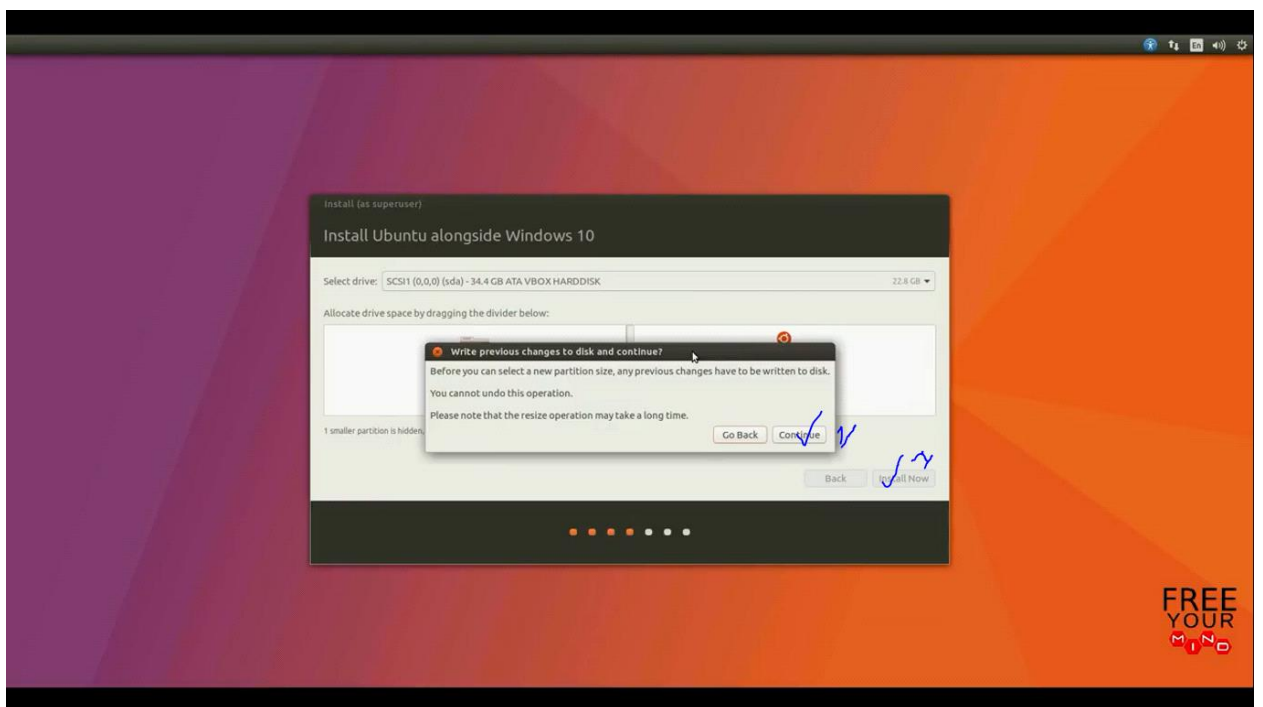 En
Install (as superuser)
Install Ubuntu alongside Windows 10
Select drive: SCSI1 (0,0,0) (sda) - 34.4 GB ATA VBOX HARDDISK 22.8 GB
Allocate drive space by dragging the divider below:
Write previous changes to disk and continue?
Before you can select a new partition size, any previous changes have to be written to disk.
You cannot undo this operation.
Please note that the resize operation may take a long time.
1 smaller partition is hidden,
Go Back Continue
Back Install Now
FREE
YOUR
MIND